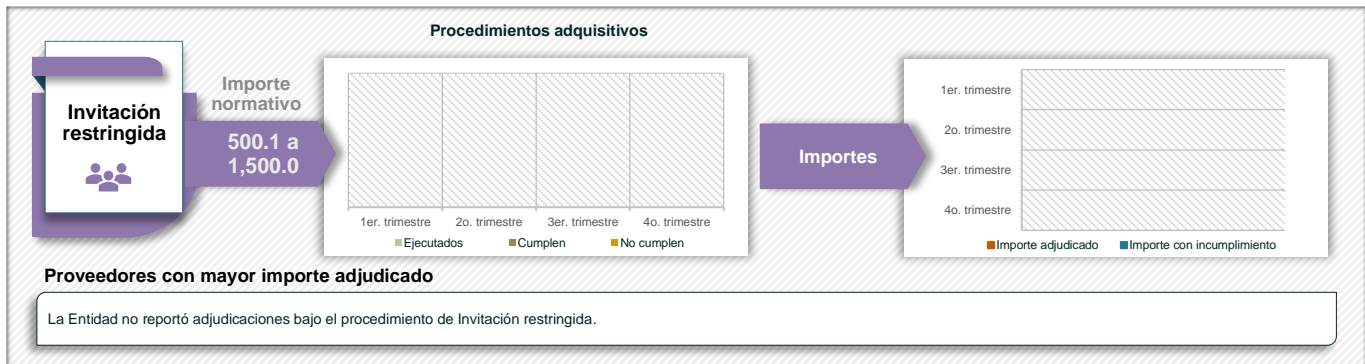 Procedimientos adquisitivos
Invitación
restringida
Importe
normativo
500.1 a
1,500.0
1er. trimestre
2o. trimestre
3er. trimestre
4o. trimestre
Ejecutados
Cumplen
No cumplen
Importes
1er. trimestre
2o. trimestre
3er. trimestre
4o. trimestre
Importe adjudicado
Importe con incumplimiento
Proveedores con mayor importe adjudicado
La Entidad no reportó adjudicaciones bajo el procedimiento de Invitación restringida.